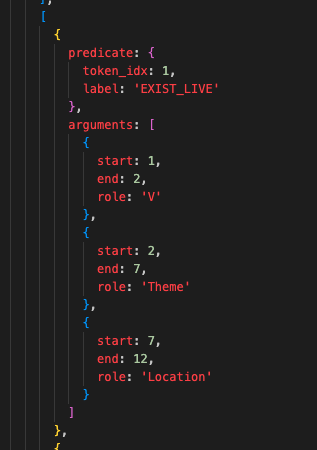 ],
[
{
predicate: {
token_idx: 1,
label: 'EXIST_LIVE'
},
arguments: [
{
start: 1,
end: 2,
role: 'V'
},
{
start: 2,
end: 7,
role: 'Theme'
},
{
start: 7,
end: 12,
role: 'Location'
}
]
},
{